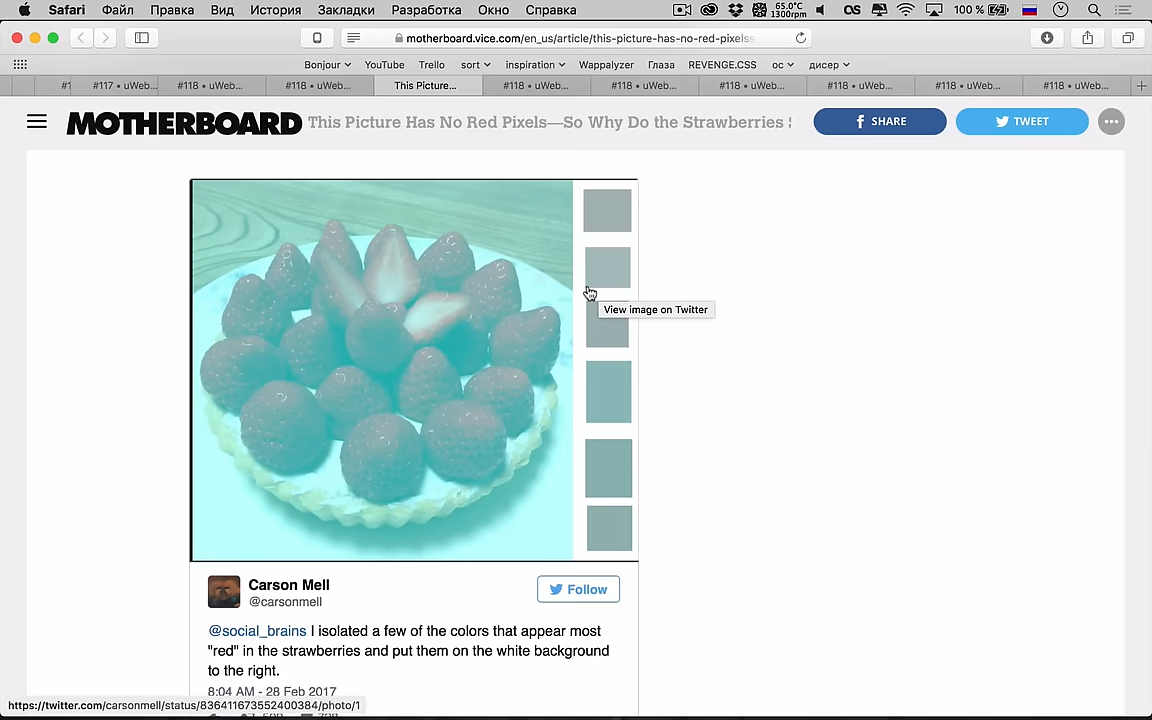 Safari Файл Правка Вид История Закладки Разработка Окно Справка 65.0°C 1300rpm 100 %
motherboard.vice.com/en_us/article/this-picture-has-no-red-pixels
Bonjour YouTube Trello sort inspiration Wappalyzer Глаза REVENGE.CSS ос дисер
#1 #117 • uWeb... #118 • uWeb... #118 • uWeb... This Picture... #118 • uWeb... #118 • uWeb... #118 • uWeb... #118 • uWeb... #118 • uWeb... #118 • uWeb...
MOTHERBOARD This Picture Has No Red Pixels—So Why Do the Strawberries SHARE TWEET
View image on Twitter
Carson Mell
@carsonmell
Follow
@social_brains I isolated a few of the colors that appear most
"red" in the strawberries and put them on the white background
to the right.
8:04 AM - 28 Feb 2017
https://twitter.com/carsonmell/status/836411673552400384/photo/1